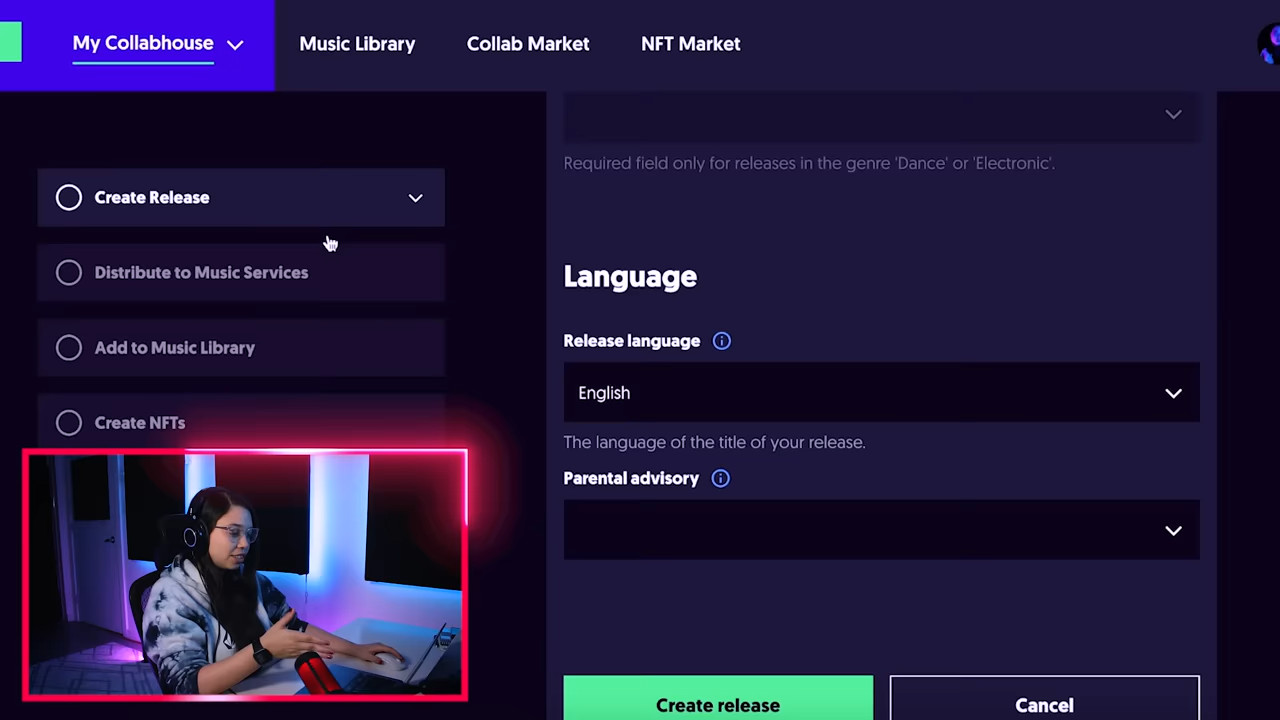 My Collabhouse
Music Library
Collab Market
NFT Market
Create Release
Distribute to Music Services
Add to Music Library
Create NFTs
Required field only for releases in the genre 'Dance' or 'Electronic'.
Language
Release language
English
The language of the title of your release.
Parental advisory
Create release
Cancel